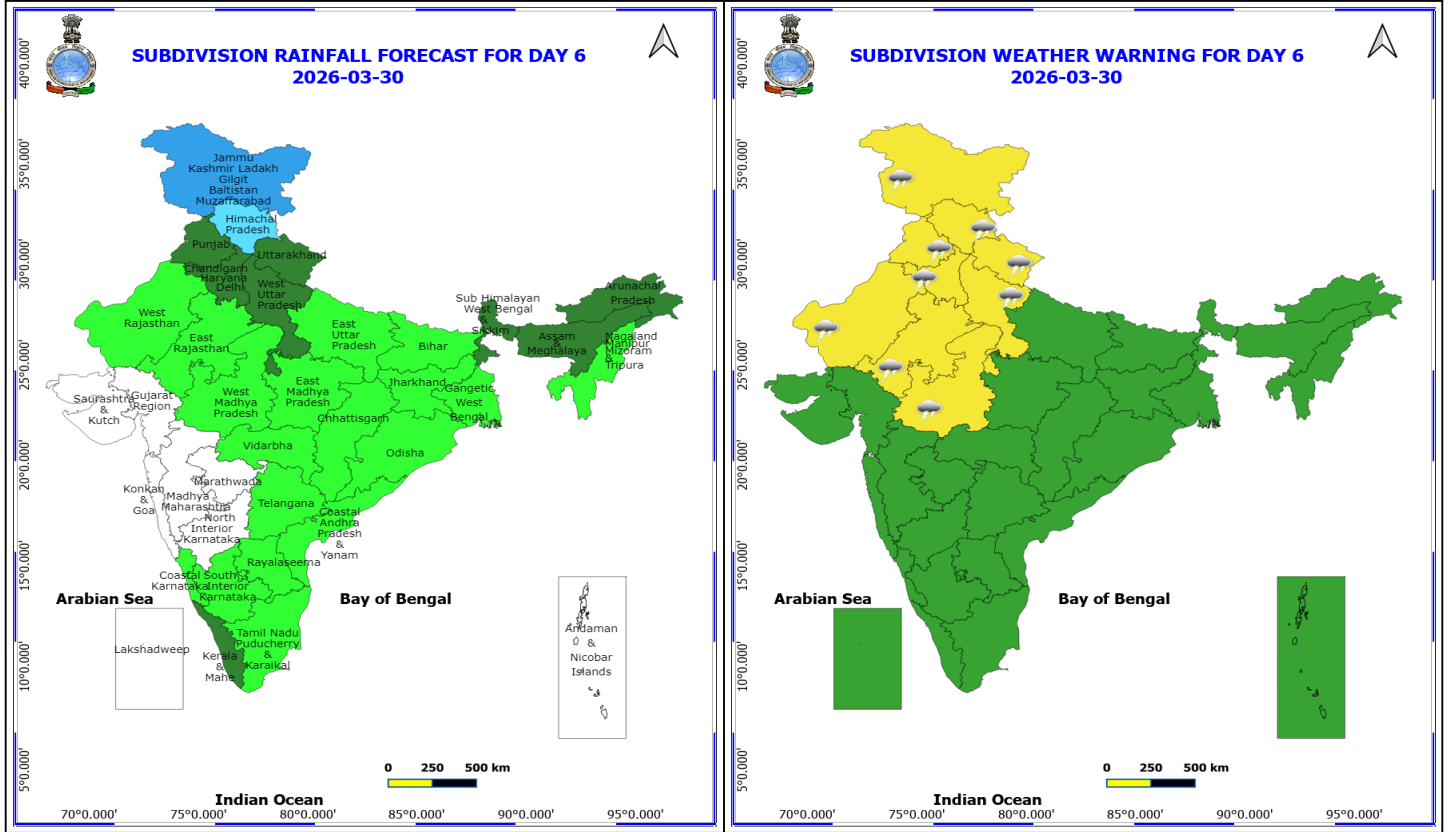 SUBDIVISION RAINFALL FORECAST FOR DAY 6
2026-03-30
40°0.000'
35°0.000'
30°0.000'
25°0.000'
20°0.000'
15°0.000'
10°0.000'
5°0.000'
Jammu
Kashmir Ladakh
Gilgit
Baltistan
Muzaffarabad
Himachal
Pradesh
Punjab
Uttarakhand
Chandigarh
Haryana
Delhi
West
Uttar
Pradesh
West
Rajasthan
East
Rajasthan
East
Uttar
Pradesh
Bihar
Sub Himalayan
West Bengal
&
Sikkim
Arunachal
Pradesh
Assam
&
Meghalaya
Nagaland
Manipur
Mizoram
&
Tripura
Saurashtra
&
Kutch
Gujarat
Region
West
Madhya
Pradesh
East
Madhya
Pradesh
Jharkhand
Gangetic
West
Bengal
Chhattisgarh
Vidarbha
Odisha
Konkan
&
Goa
Marathwada
Madhya
Maharashtra
North
Interior
Karnataka
Telangana
Coastal
Andhra
Pradesh
&
Yanam
Rayalaseema
Coastal
Karnataka
South
Interior
Karnataka
Tamil Nadu
Puducherry
&
Karaikal
Kerala
&
Mahe
Lakshadweep
Andaman
&
Nicobar
Islands
Arabian Sea
Bay of Bengal
0 250 500 km
Indian Ocean
70°0.000' 75°0.000' 80°0.000' 85°0.000' 90°0.000' 95°0.000'
SUBDIVISION WEATHER WARNING FOR DAY 6
2026-03-30
40°0.000'
35°0.000'
30°0.000'
25°0.000'
20°0.000'
15°0.000'
10°0.000'
5°0.000'
Arabian Sea
Bay of Bengal
0 250 500 km
Indian Ocean
70°0.000' 75°0.000' 80°0.000' 85°0.000' 90°0.000' 95°0.000'